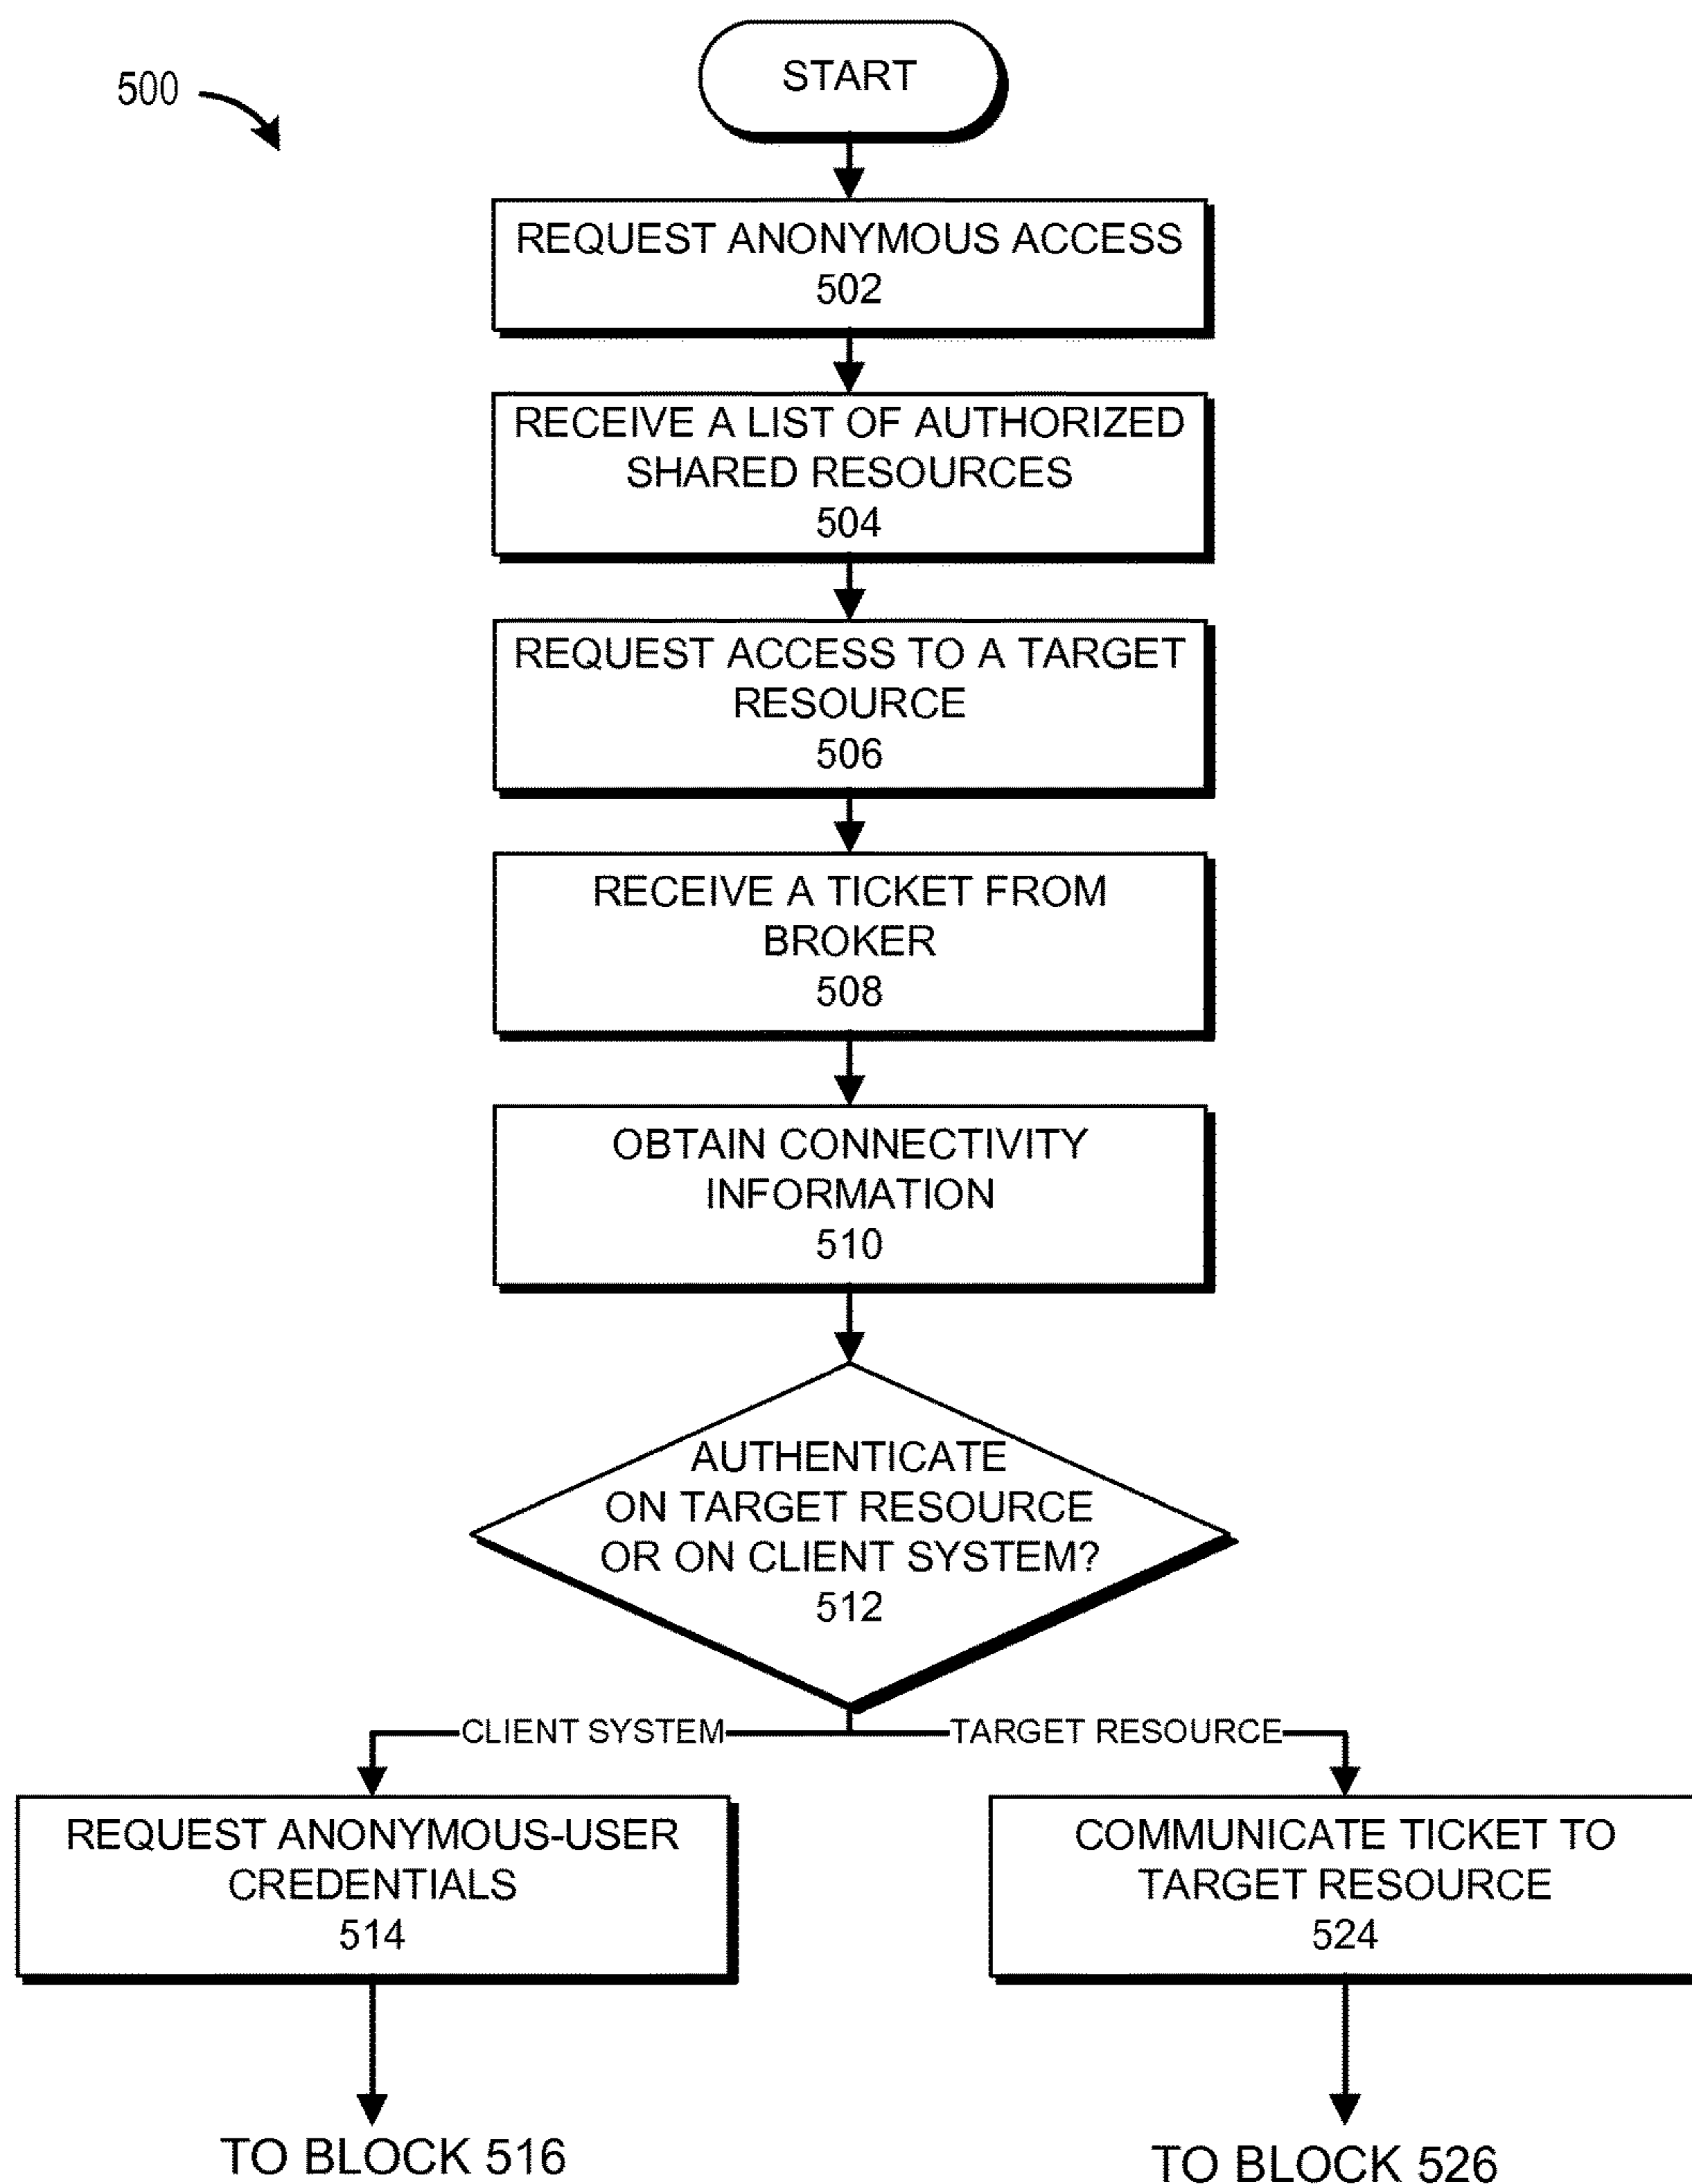 500
START
REQUEST ANONYMOUS ACCESS
502
RECEIVE A LIST OF AUTHORIZED
SHARED RESOURCES
504
REQUEST ACCESS TO A TARGET
RESOURCE
506
RECEIVE A TICKET FROM
BROKER
508
OBTAIN CONNECTIVITY
INFORMATION
510
AUTHENTICATE
ON TARGET RESOURCE
OR ON CLIENT SYSTEM?
512
CLIENT SYSTEM
TARGET RESOURCE
REQUEST ANONYMOUS-USER
CREDENTIALS
514
COMMUNICATE TICKET TO
TARGET RESOURCE
524
TO BLOCK 516
TO BLOCK 526